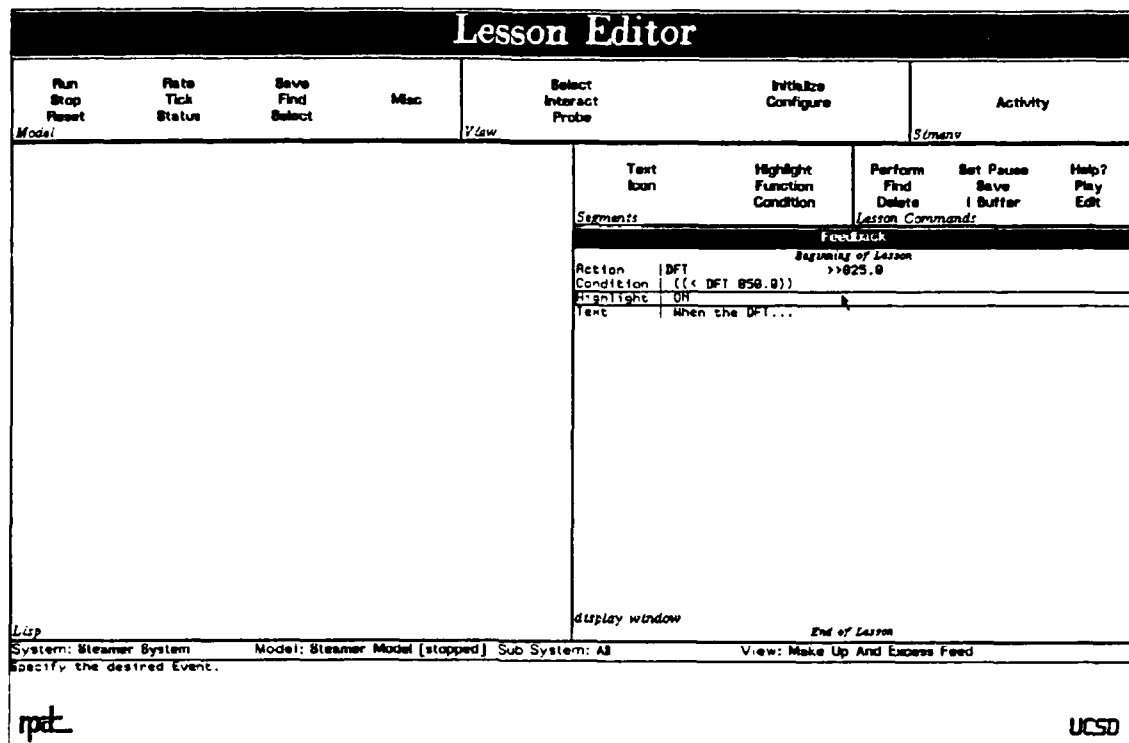 Lesson Editor
Run Rate Save Misc
Stop Tick Find
Reset Status Select
Model
Select Initialize
Interact Configure
Probe
View
Activity
Stmanv
Text Highlight
Icon Function
Condition
Segments
Perform Set Pause Help?
Find Save Play
Delete I Buffer Edit
Lesson Commands
Feedback
Beginning of Lesson
Action |DFT >>825.0
Condition | ((< DFT 850.0))
Highlight | ON
Text | When the DFT...
display window
End of Lesson
Lisp
System: Steamer System Model: Steamer Model [stopped] Sub System: All View: Make Up And Excess Feed
Specify the desired Event.
UCSD